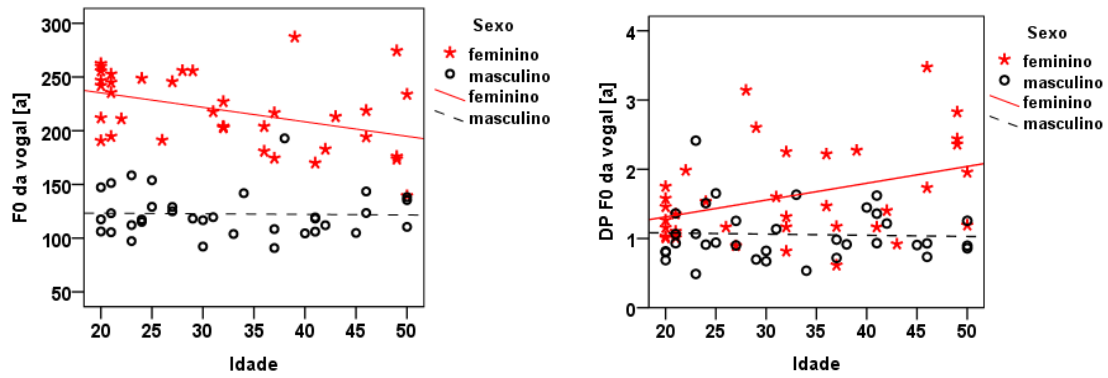 300
250
200
150
100
50
F0 da vogal [a]
20 25 30 35 40 45 50
Idade
Sexo
feminino
masculino
feminino
masculino
4
3
2
1
0
DP F0 da vogal [a]
20 25 30 35 40 45 50
Idade
Sexo
feminino
masculino
feminino
masculino